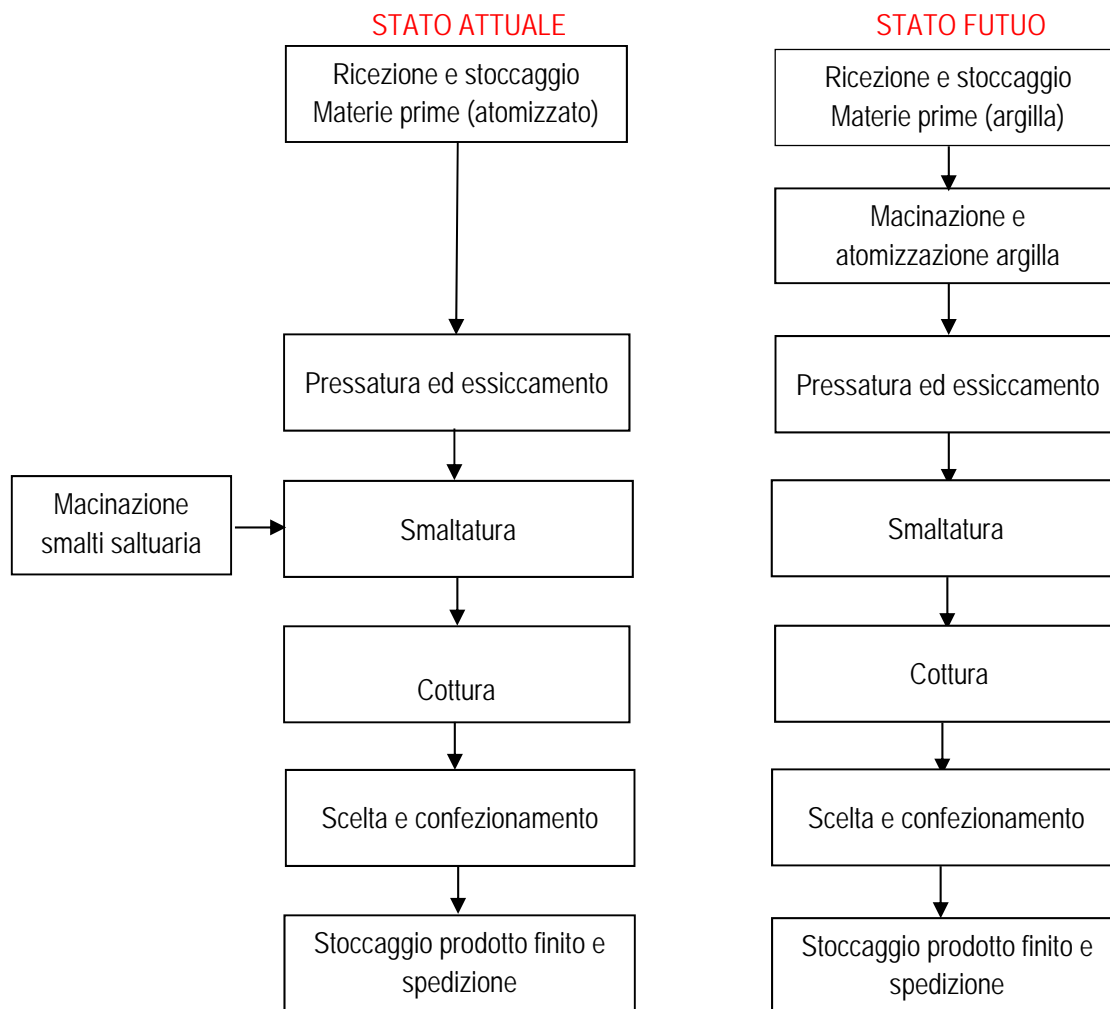 STATO ATTUALE
Ricezione e stoccaggio
Materie prime (atomizzato)
Pressatura ed essiccamento
Macinazione
smalti saltuaria
Smaltatura
Cottura
Scelta e confezionamento
Stoccaggio prodotto finito e
spedizione
STATO FUTUO
Ricezione e stoccaggio
Materie prime (argilla)
Macinazione e
atomizzazione argilla
Pressatura ed essiccamento
Smaltatura
Cottura
Scelta e confezionamento
Stoccaggio prodotto finito e
spedizione